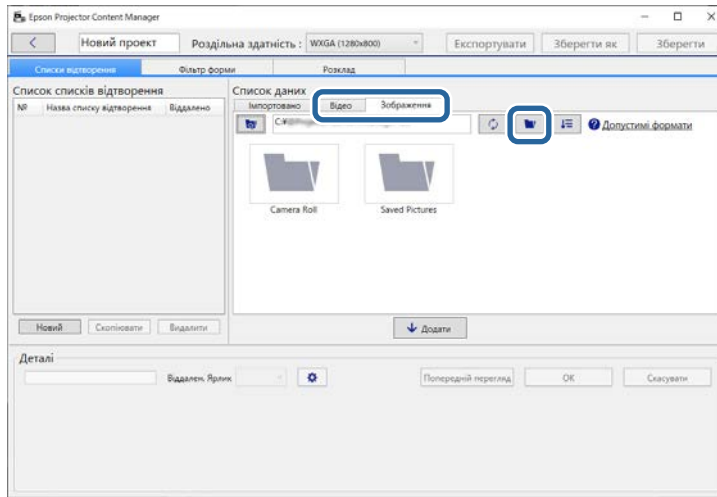 Epson Projector Content Manager
Новий проект Роздільна здатність : WXGA (1280x800) Експортувати Зберегти як Зберегти
Списки відтворення Фільтр форми Розклад
Список списків відтворення Список даних
№ Назва списку відтворення Віддалено Імпортовано Відео Зображення
Допустимі формати
Camera Roll Saved Pictures
Новий Скопіювати Видалити Додати
Деталі
Віддален. Ярлик Попередній перегляд OK Скасувати